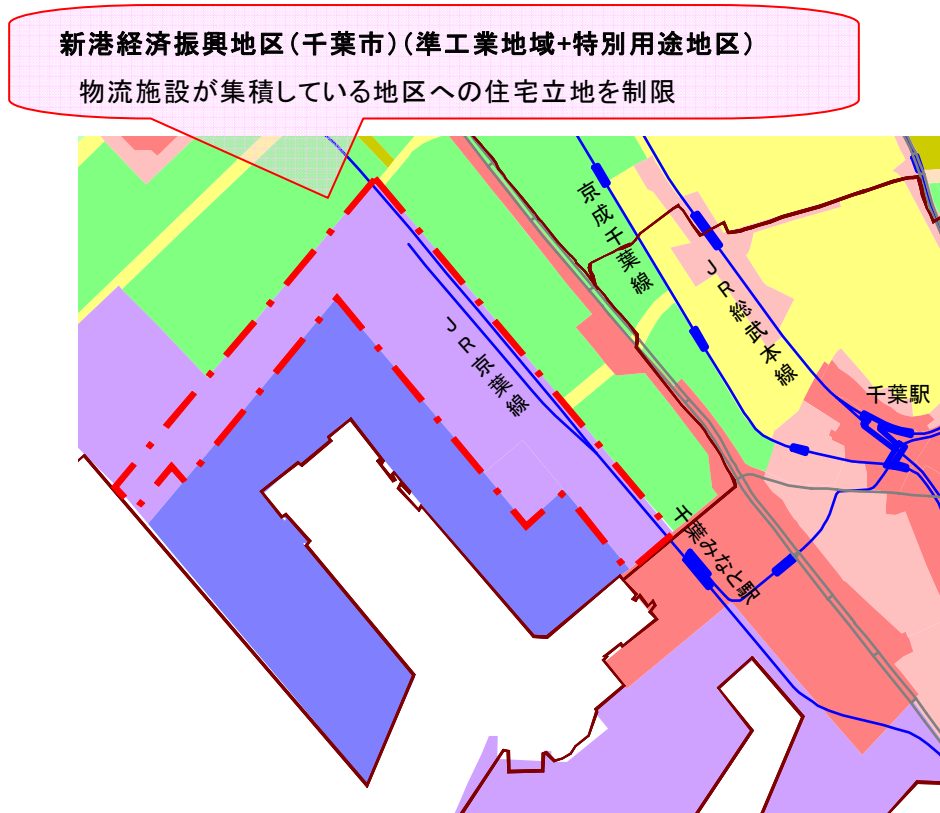 新港経済振興地区(千葉市)(準工業地域+特別用途地区)
物流施設が集積している地区への住宅立地を制限
京成千葉線
JR総武本線
JR京葉線
千葉駅
千葉みなと駅